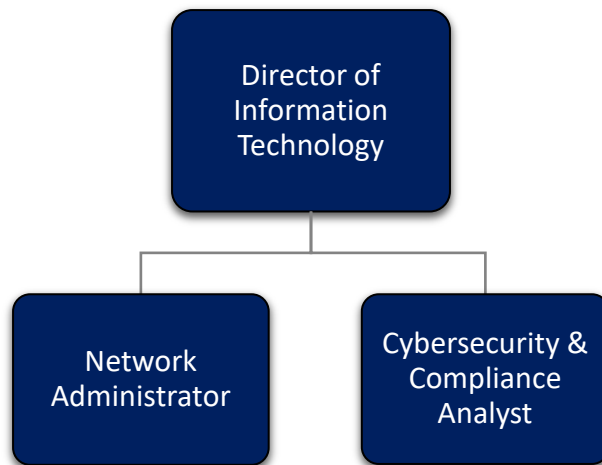 Director of
Information
Technology
Network
Administrator
Cybersecurity &
Compliance
Analyst